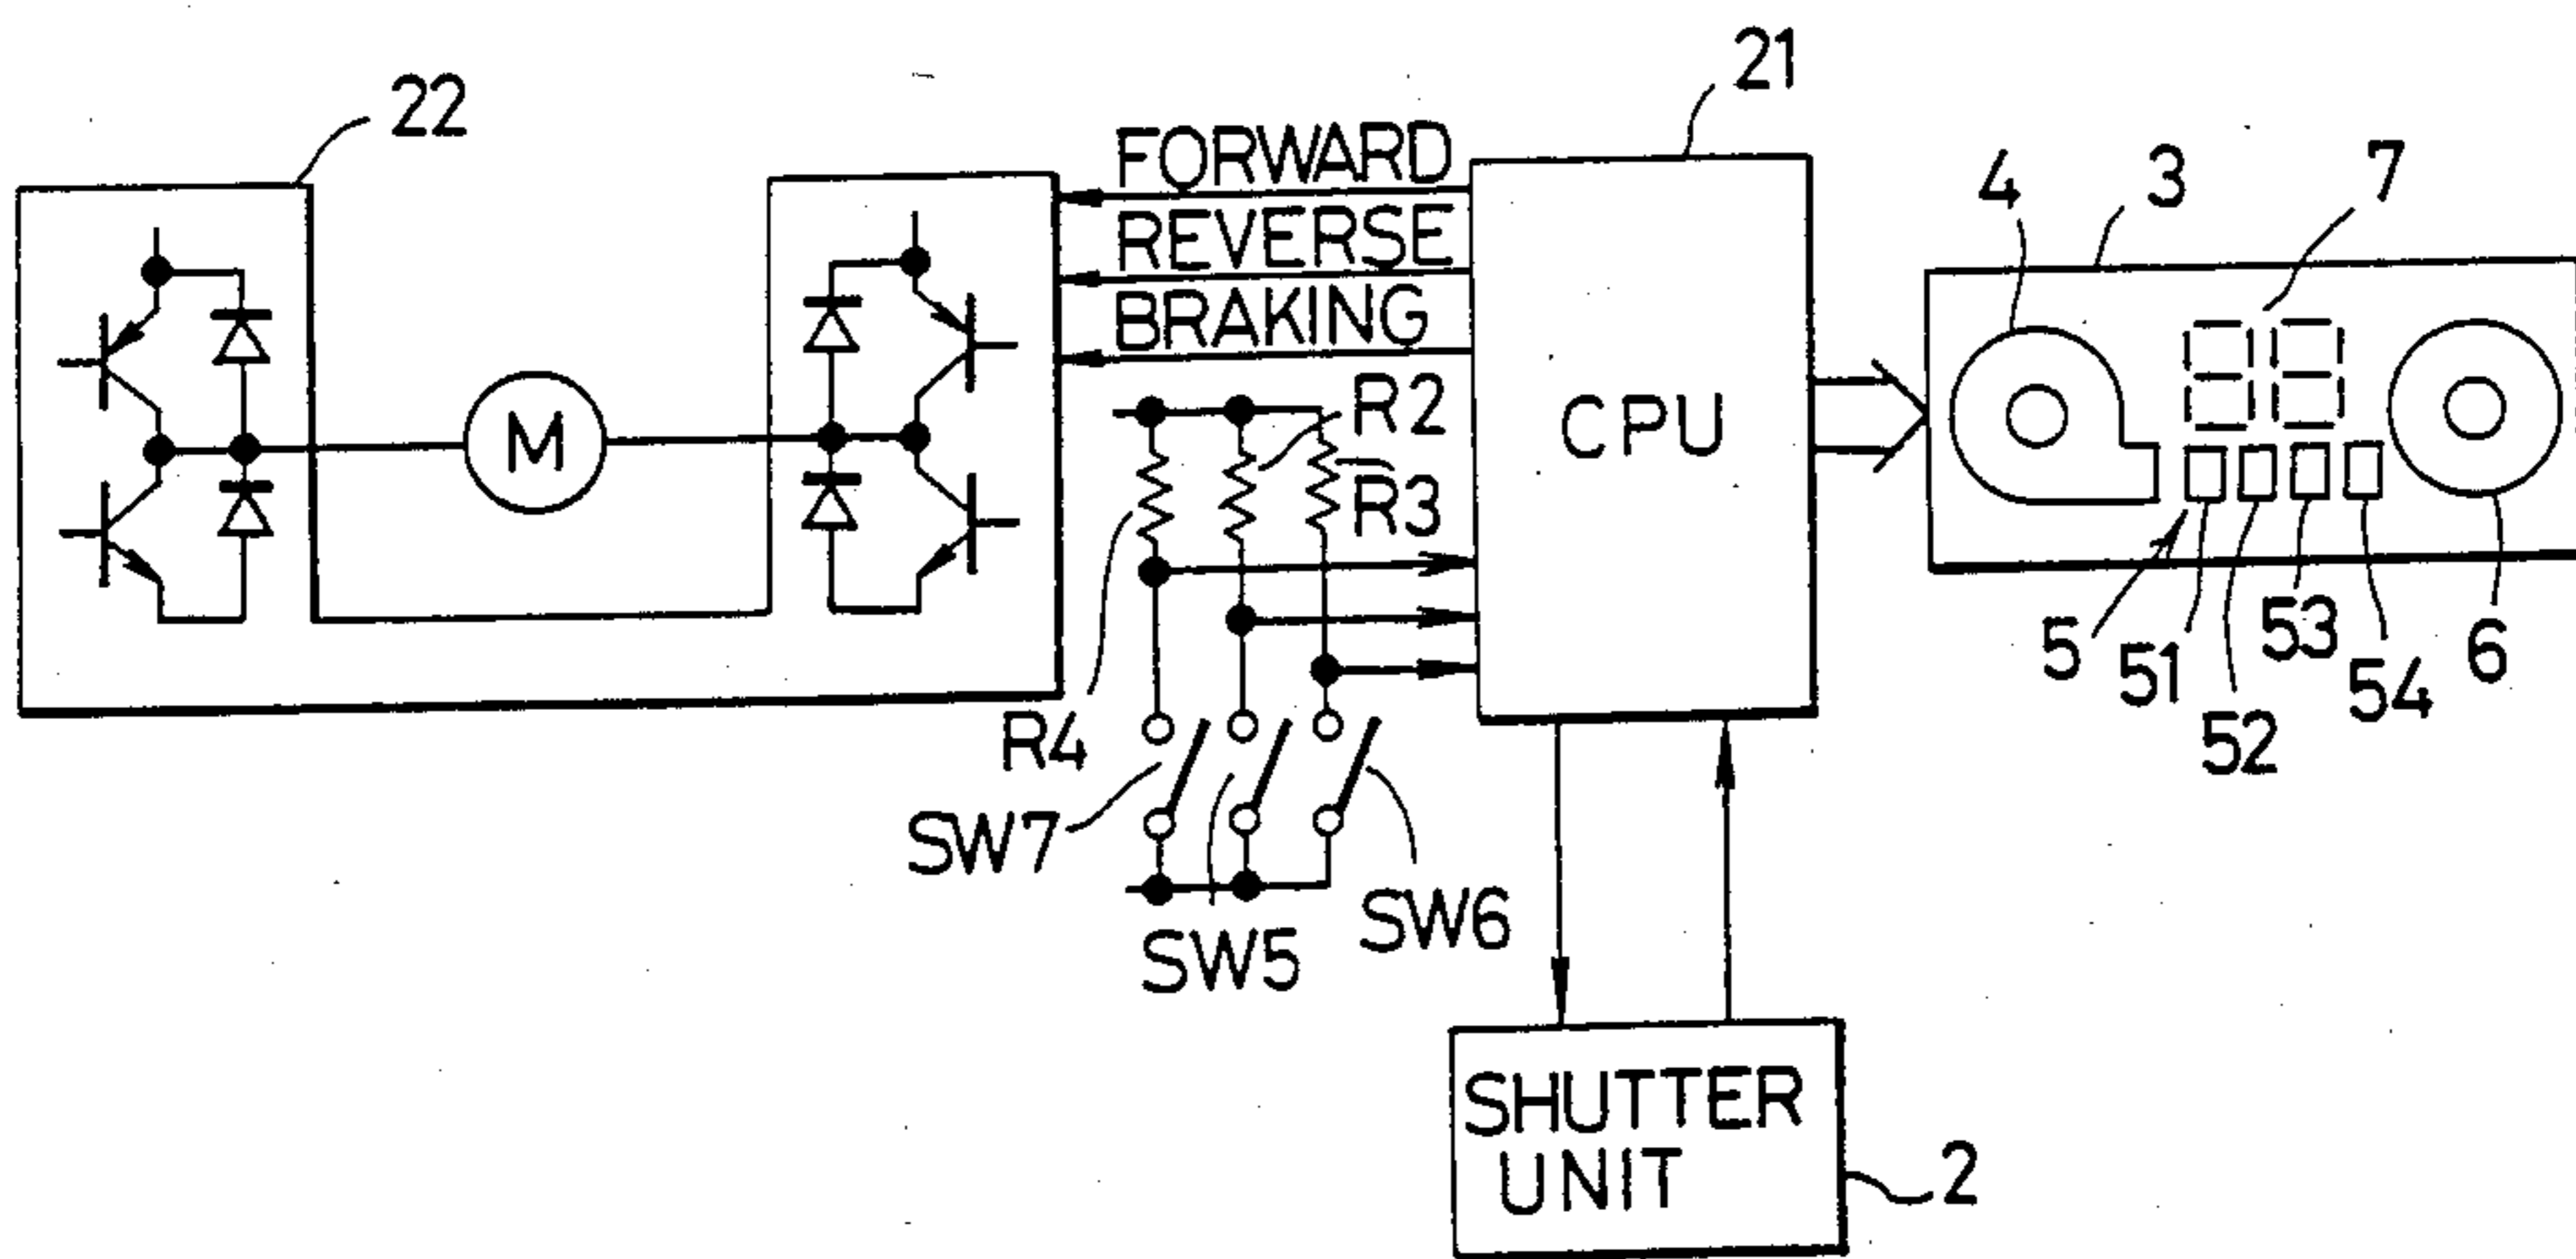 22
21
FORWARD
REVERSE
BRAKING
4
3
7
M
R2
R3
CPU
R4
SW7
SW5
SW6
5
51
52
53
54
6
SHUTTER
UNIT
2